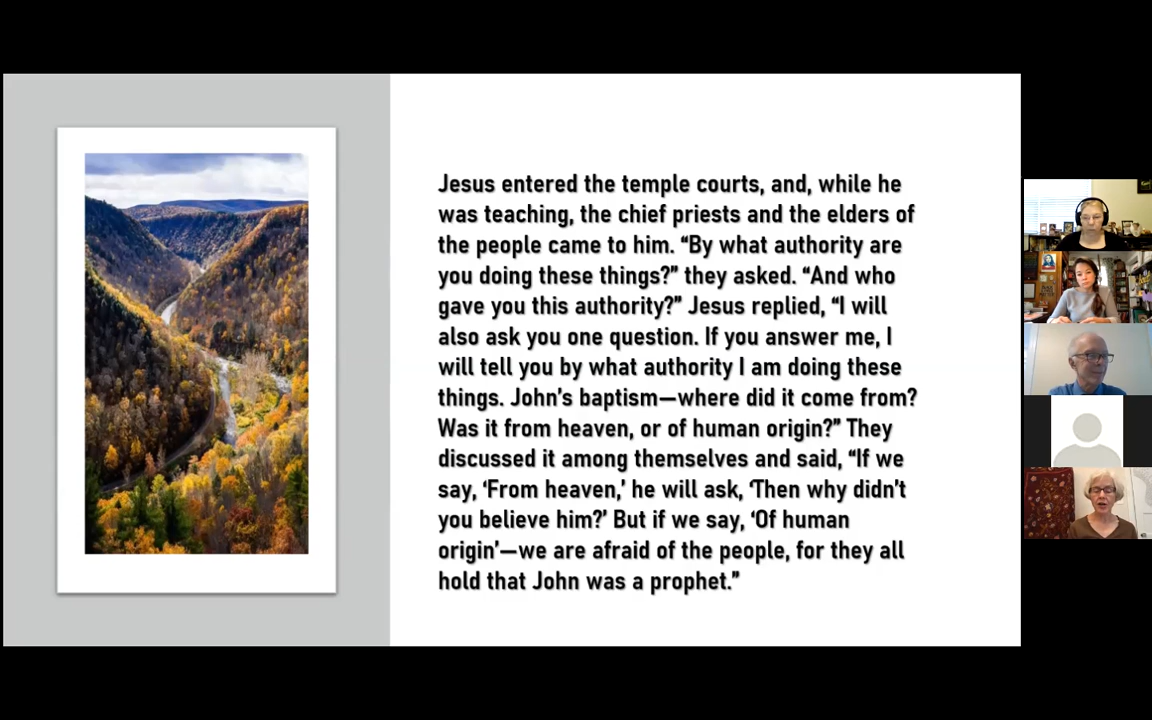 Jesus entered the temple courts, and, while he
was teaching, the chief priests and the elders of
the people came to him. “By what authority are
you doing these things?” they asked. “And who
gave you this authority?” Jesus replied, “I will
also ask you one question. If you answer me, I
will tell you by what authority I am doing these
things. John’s baptism—where did it come from?
Was it from heaven, or of human origin?” They
discussed it among themselves and said, “If we
say, ‘From heaven,’ he will ask, ‘Then why didn’t
you believe him?’ But if we say, ‘Of human
origin’—we are afraid of the people, for they all
hold that John was a prophet.”